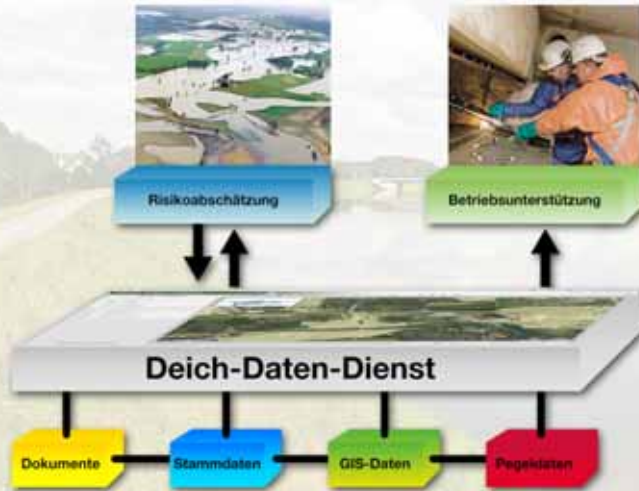 Risikoabschätzung
Betriebsunterstützung
Deich-Daten-Dienst
Dokumente
Stammdaten
GIS-Daten
Pegeldaten